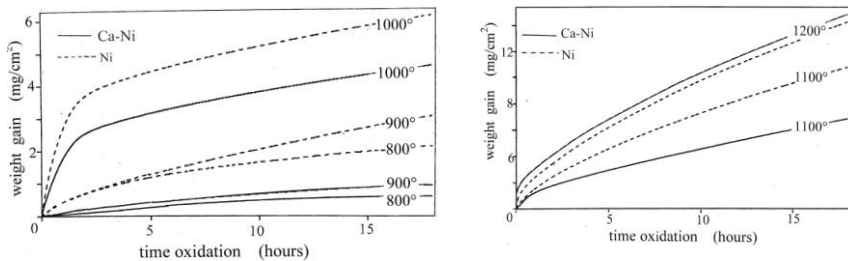 6
4
2
0
weight gain (mg/cm²)
Ca-Ni
Ni
1000°
1000°
900°
800°
900°
800°
0 5 10 15
time oxidation (hours)
12
8
4
weight gain (mg/cm²)
Ca-Ni
Ni
1200°
1100°
1100°
0 5 10 15
time oxidation (hours)